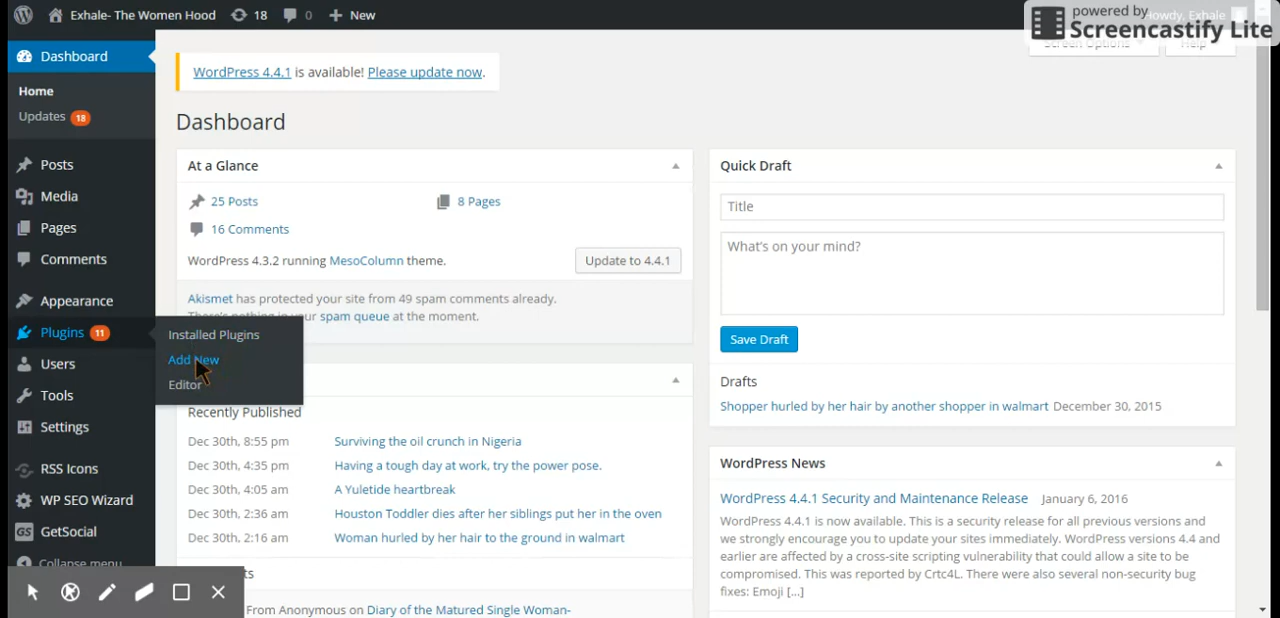 Exhale- The Women Hood
18
0
New
Howdy, Exhale
powered by
Screencastify Lite
Screen Options
Help
Dashboard
Home
Updates 18
Posts
Media
Pages
Comments
Appearance
Plugins 11
Users
Tools
Settings
RSS Icons
WP SEO Wizard
GS GetSocial
Collapse menu
Installed Plugins
Add New
Editor
WordPress 4.4.1 is available! Please update now.
Dashboard
At a Glance
25 Posts
8 Pages
16 Comments
WordPress 4.3.2 running MesoColumn theme.
Update to 4.4.1
Akismet has protected your site from 49 spam comments already.
There's nothing in your spam queue at the moment.
Recently Published
Dec 30th, 8:55 pm Surviving the oil crunch in Nigeria
Dec 30th, 4:35 pm Having a tough day at work, try the power pose.
Dec 30th, 4:05 am A Yuletide heartbreak
Dec 30th, 2:36 am Houston Toddler dies after her siblings put her in the oven
Dec 30th, 2:16 am Woman hurled by her hair to the ground in walmart
From Anonymous on Diary of the Matured Single Woman-
Quick Draft
Title
What's on your mind?
Save Draft
Drafts
Shopper hurled by her hair by another shopper in walmart December 30, 2015
WordPress News
WordPress 4.4.1 Security and Maintenance Release January 6, 2016
WordPress 4.4.1 is now available. This is a security release for all previous versions and
we strongly encourage you to update your sites immediately. WordPress versions 4.4 and
earlier are affected by a cross-site scripting vulnerability that could allow a site to be
compromised. This was reported by Crtc4L. There were also several non-security bug
fixes: Emoji [...]